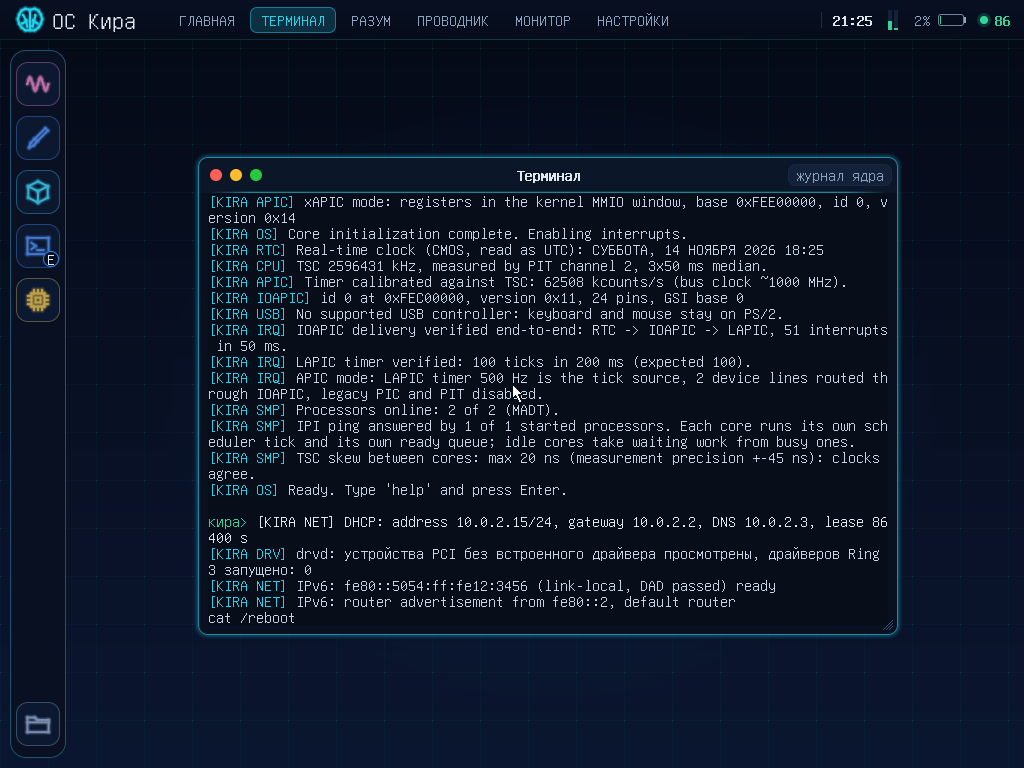 ОС Кира
ГЛАВНАЯ
ТЕРМИНАЛ
РАЗУМ
ПРОВОДНИК
МОНИТОР
НАСТРОЙКИ
21:25
2%
86
E
Терминал
журнал ядра
[KIRA APIC] xAPIC mode: registers in the kernel MMIO window, base 0xFEE00000, id 0, v
ersion 0x14
[KIRA OS] Core initialization complete. Enabling interrupts.
[KIRA RTC] Real-time clock (CMOS, read as UTC): СУББОТА, 14 НОЯБРЯ 2026 18:25
[KIRA CPU] TSC 2596431 kHz, measured by PIT channel 2, 3x50 ms median.
[KIRA APIC] Timer calibrated against TSC: 62508 kcounts/s (bus clock ~1000 MHz).
[KIRA IOAPIC] id 0 at 0xFEC00000, version 0x11, 24 pins, GSI base 0
[KIRA USB] No supported USB controller: keyboard and mouse stay on PS/2.
[KIRA IRQ] IOAPIC delivery verified end-to-end: RTC -> IOAPIC -> LAPIC, 51 interrupts
in 50 ms.
[KIRA IRQ] LAPIC timer verified: 100 ticks in 200 ms (expected 100).
[KIRA IRQ] APIC mode: LAPIC timer 500 Hz is the tick source, 2 device lines routed th
rough IOAPIC, legacy PIC and PIT disabled.
[KIRA SMP] Processors online: 2 of 2 (MADT).
[KIRA SMP] IPI ping answered by 1 of 1 started processors. Each core runs its own sch
eduler tick and its own ready queue; idle cores take waiting work from busy ones.
[KIRA SMP] TSC skew between cores: max 20 ns (measurement precision +-45 ns): clocks
agree.
[KIRA OS] Ready. Type 'help' and press Enter.
кира> [KIRA NET] DHCP: address 10.0.2.15/24, gateway 10.0.2.2, DNS 10.0.2.3, lease 86
400 s
[KIRA DRV] drvd: устройства PCI без встроенного драйвера просмотрены, драйверов Ring
3 запущено: 0
[KIRA NET] IPv6: fe80::5054:ff:fe12:3456 (link-local, DAD passed) ready
[KIRA NET] IPv6: router advertisement from fe80::2, default router
cat /reboot